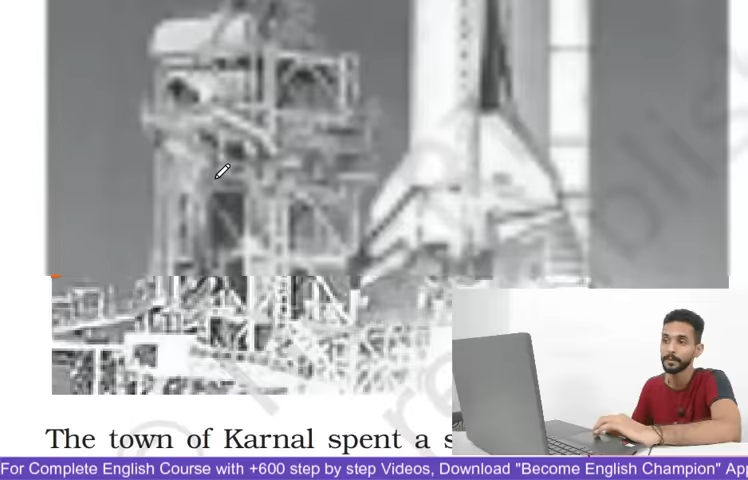 The town of Karnal spent a s
For Complete English Course with +600 step by step Videos, Download "Become English Champion" App